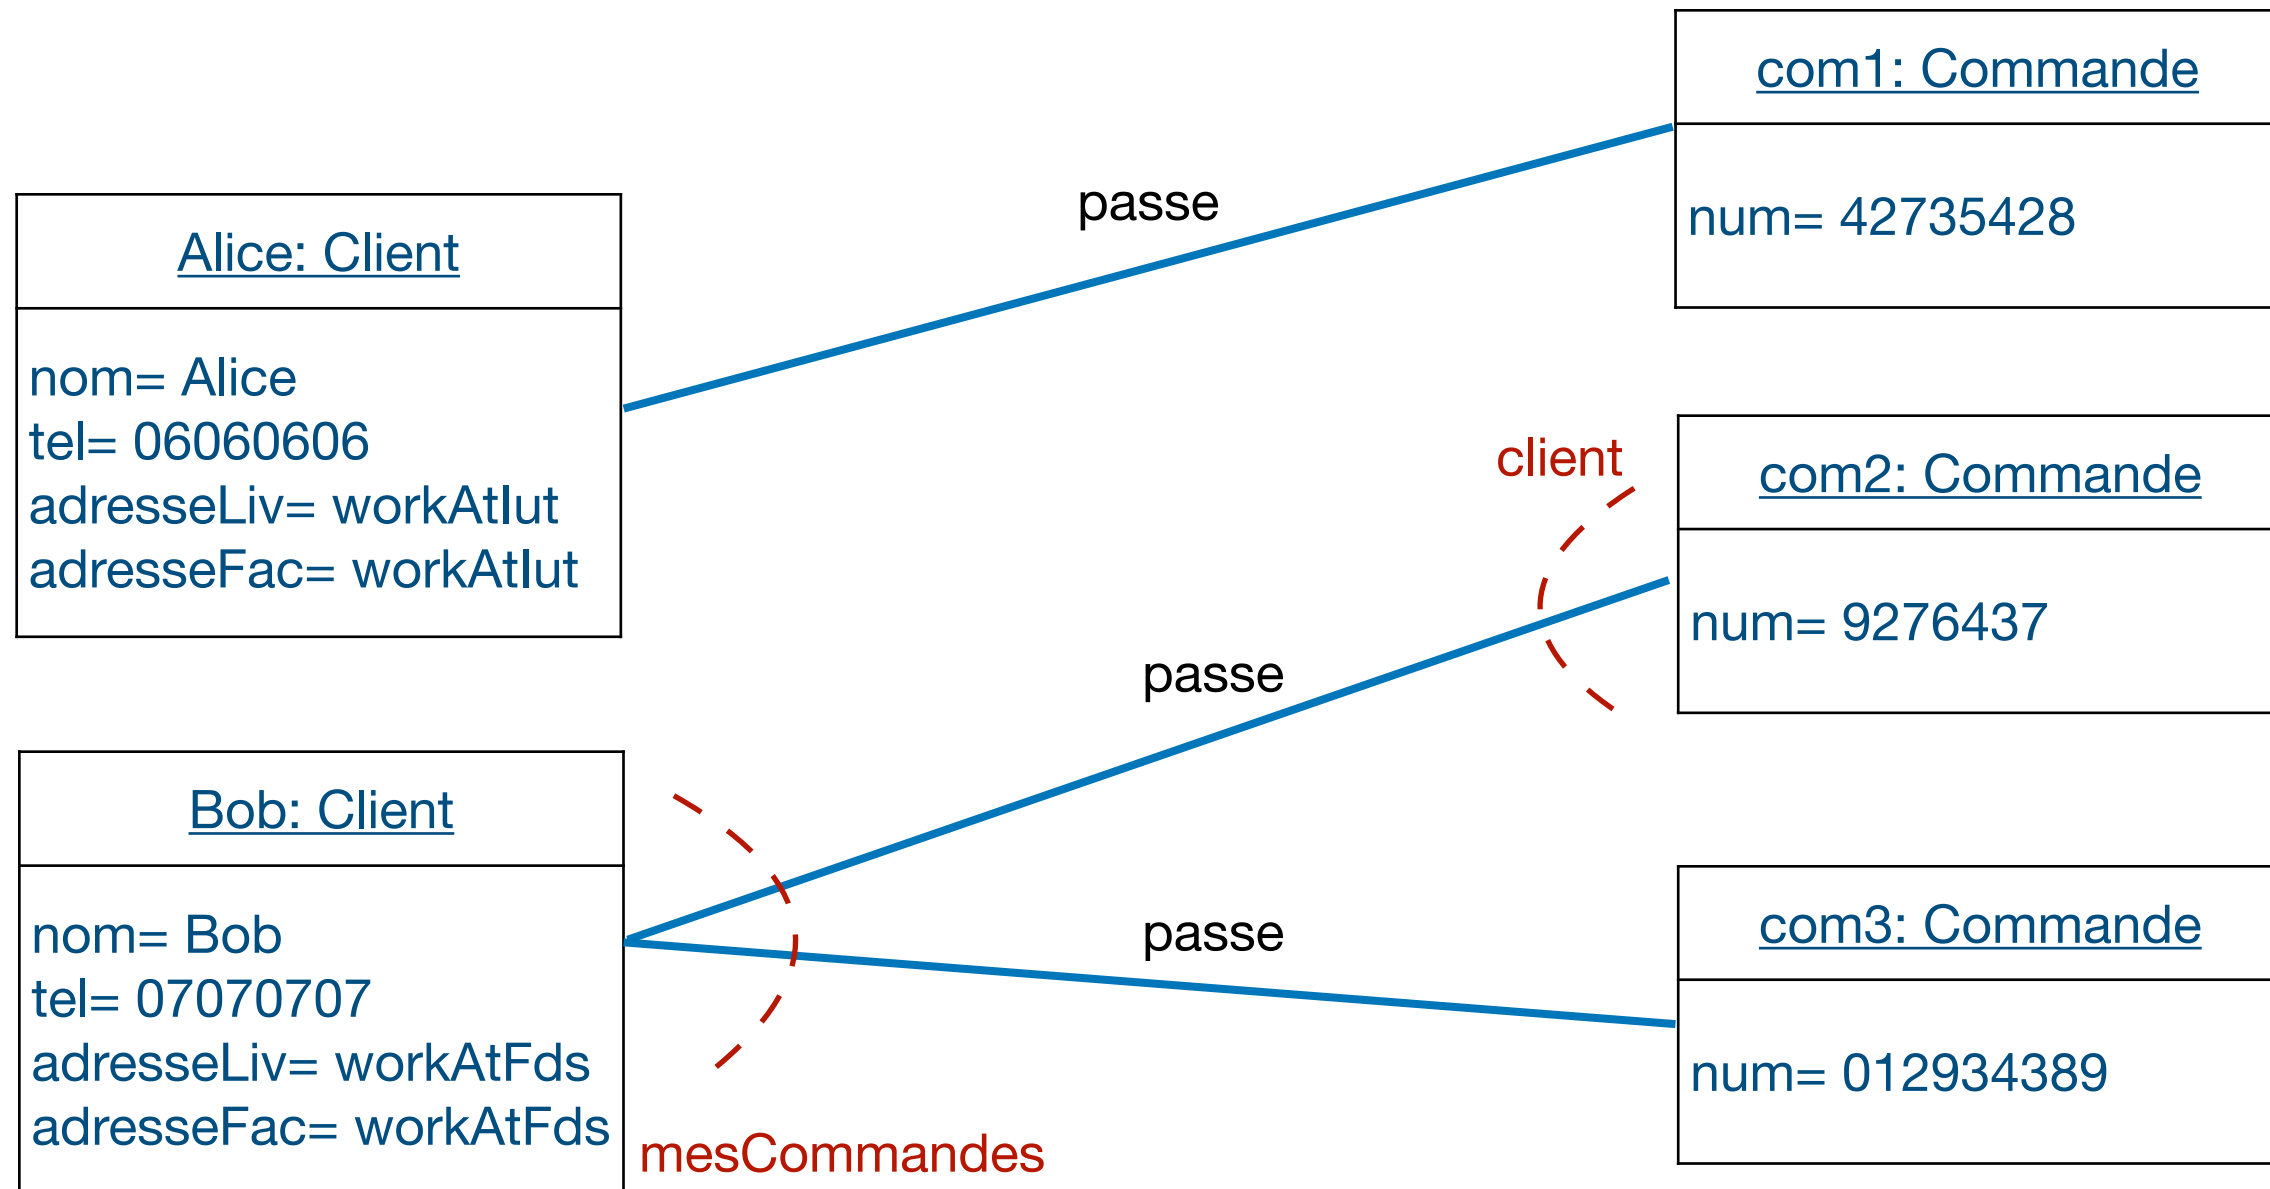 com1: Commande
num= 42735428
passe
Alice: Client
nom= Alice
tel= 06060606
adresseLiv= workAtIut
adresseFac= workAtIut
client
com2: Commande
num= 9276437
passe
Bob: Client
nom= Bob
tel= 07070707
adresseLiv= workAtFds
adresseFac= workAtFds
mesCommandes
passe
com3: Commande
num= 012934389